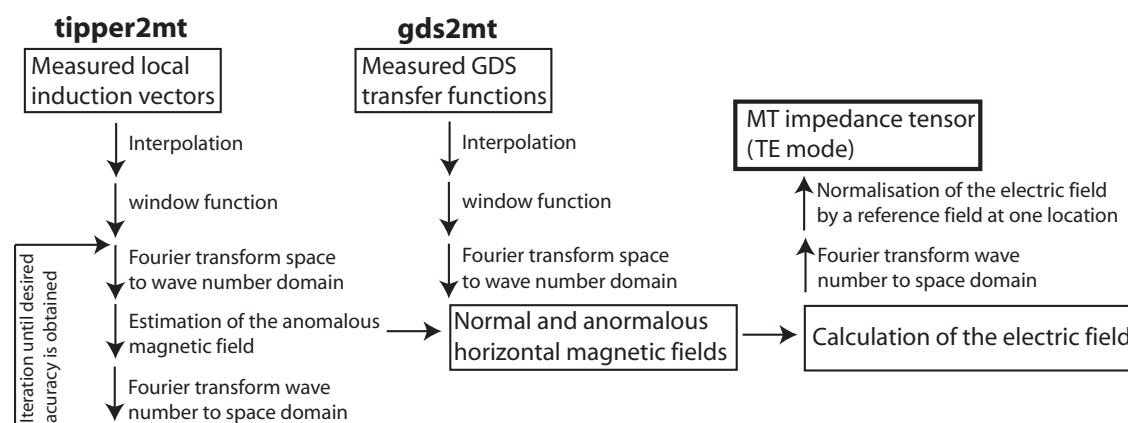 tipper2mt
Measured local
induction vectors
Interpolation
window function
Fourier transform space
to wave number domain
Estimation of the anomalous
magnetic field
Fourier transform wave
number to space domain
Iteration until desired
acuracy is obtained
gds2mt
Measured GDS
transfer functions
Interpolation
window function
Fourier transform space
to wave number domain
Normal and anormalous
horizontal magnetic fields
MT impedance tensor
(TE mode)
Normalisation of the electric field
by a reference field at one location
Fourier transform wave
number to space domain
Calculation of the electric field